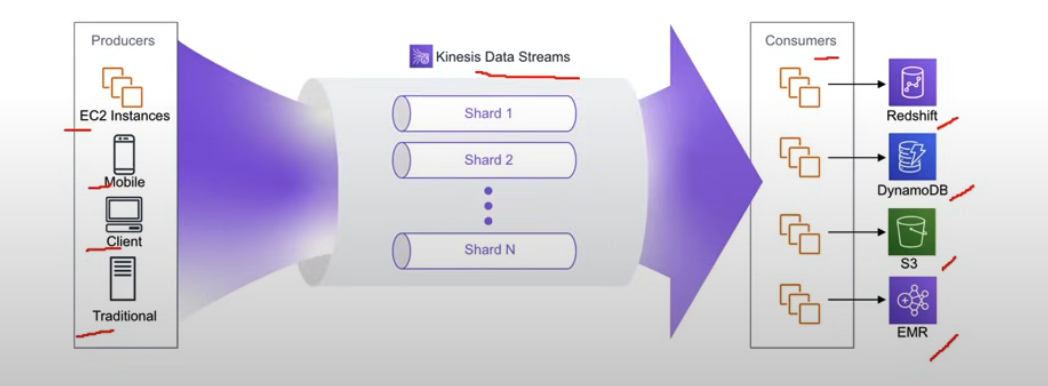 Producers
EC2 Instances
Mobile
Client
Traditional
Kinesis Data Streams
Shard 1
Shard 2
Shard N
Consumers
Redshift
DynamoDB
S3
EMR